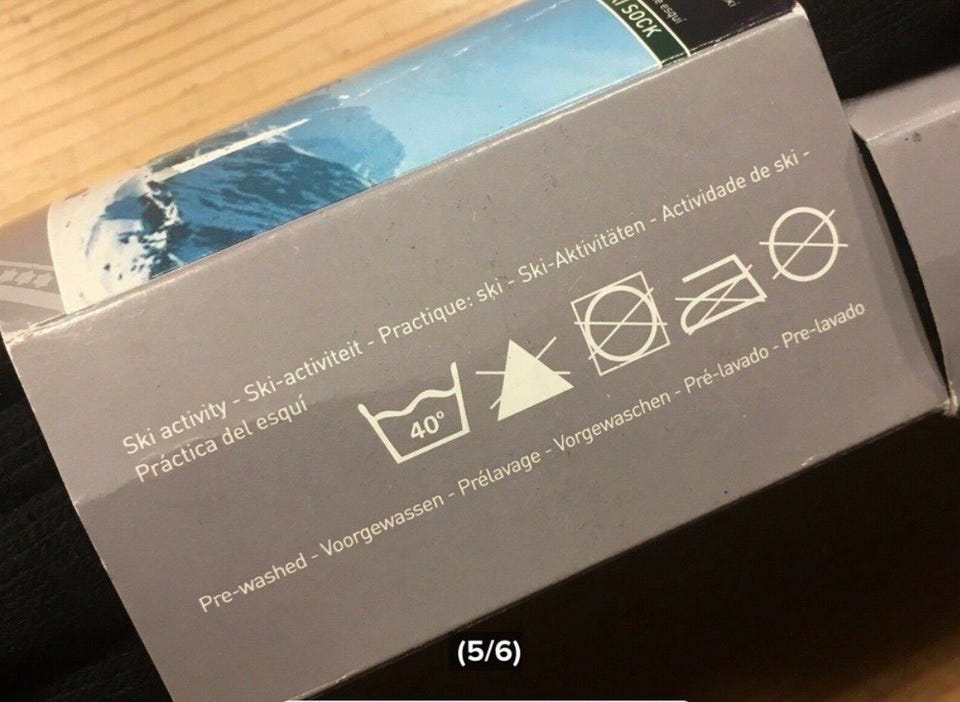 SOCK
esquí
Ski activity - Ski-activiteit - Practique: ski - Ski-Aktivitäten - Actividade de ski -
Práctica del esquí
40°
Pre-washed - Voorgewassen - Prélavage - Vorgewaschen - Pré-lavado - Pre-lavado
(5/6)